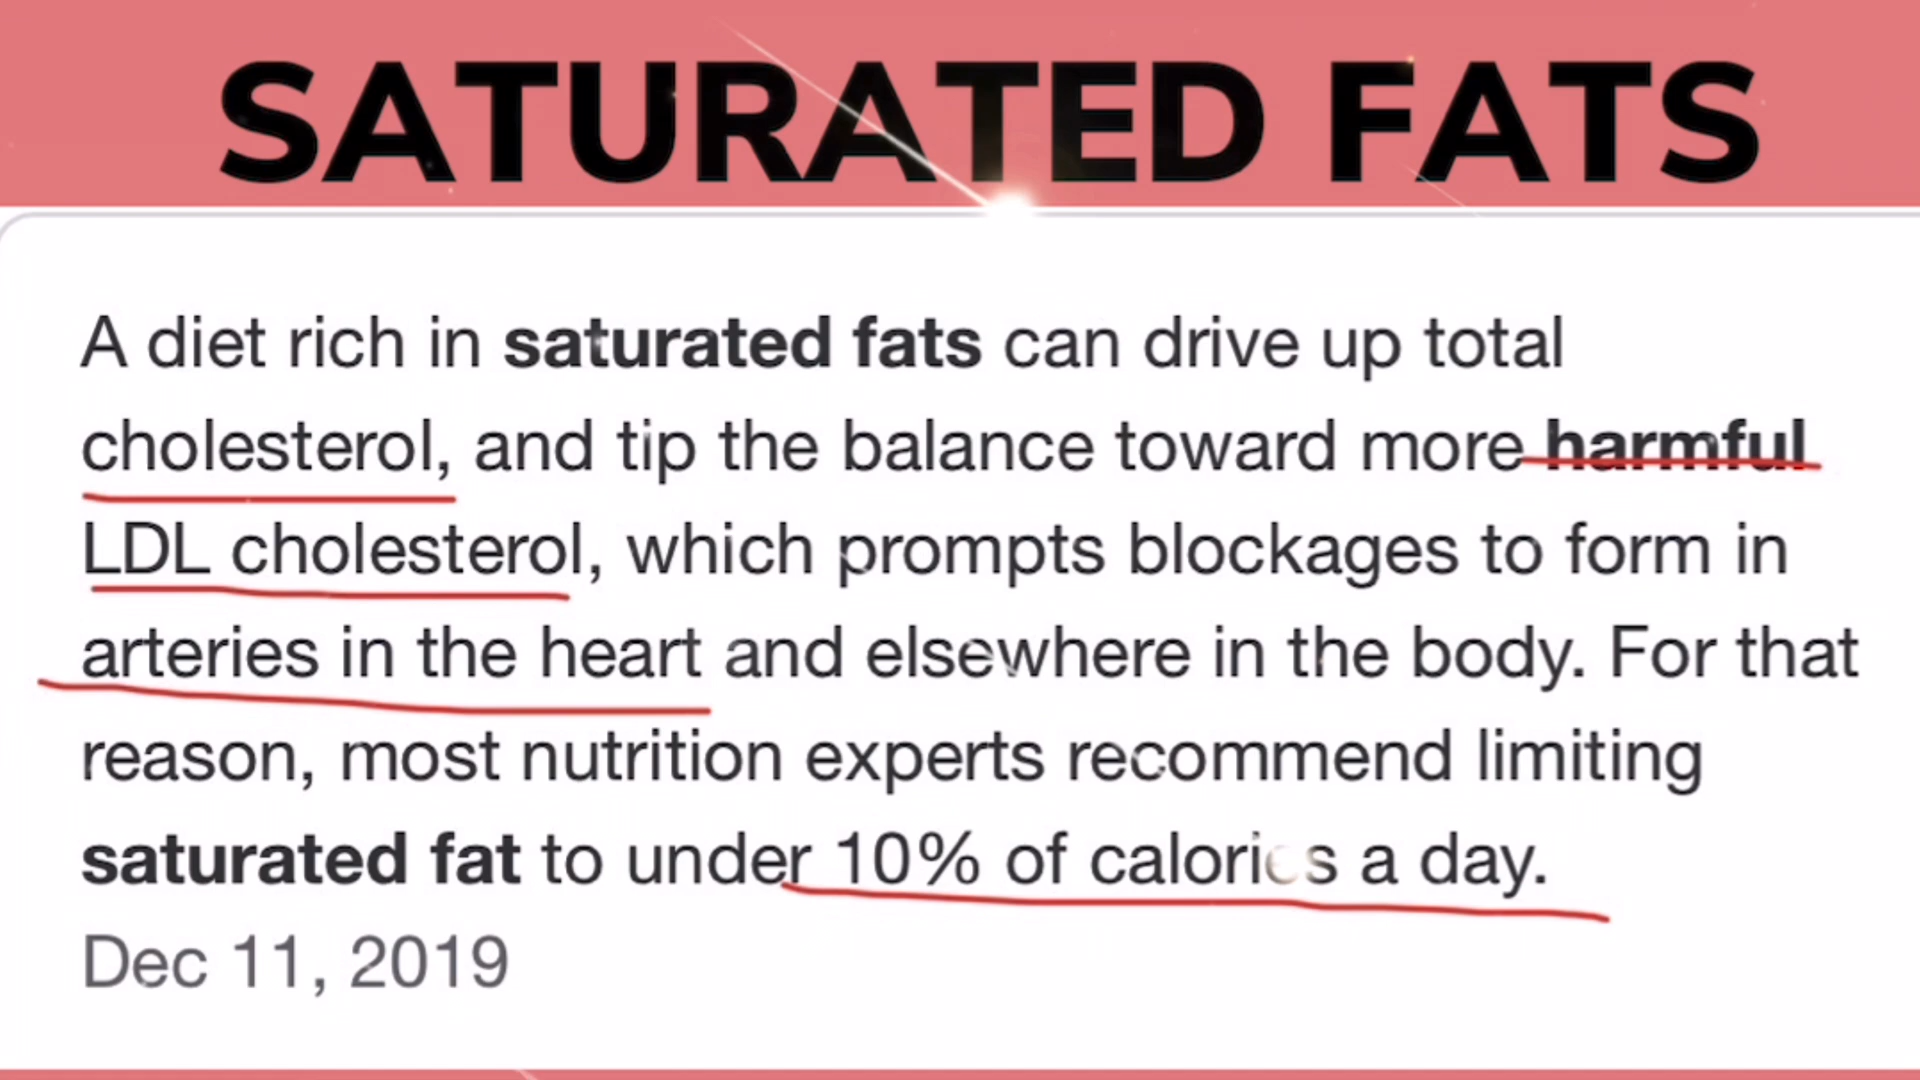 SATURATED FATS
A diet rich in saturated fats can drive up total
cholesterol, and tip the balance toward more harmful
LDL cholesterol, which prompts blockages to form in
arteries in the heart and elsewhere in the body. For that
reason, most nutrition experts recommend limiting
saturated fat to under 10% of calories a day.
Dec 11, 2019